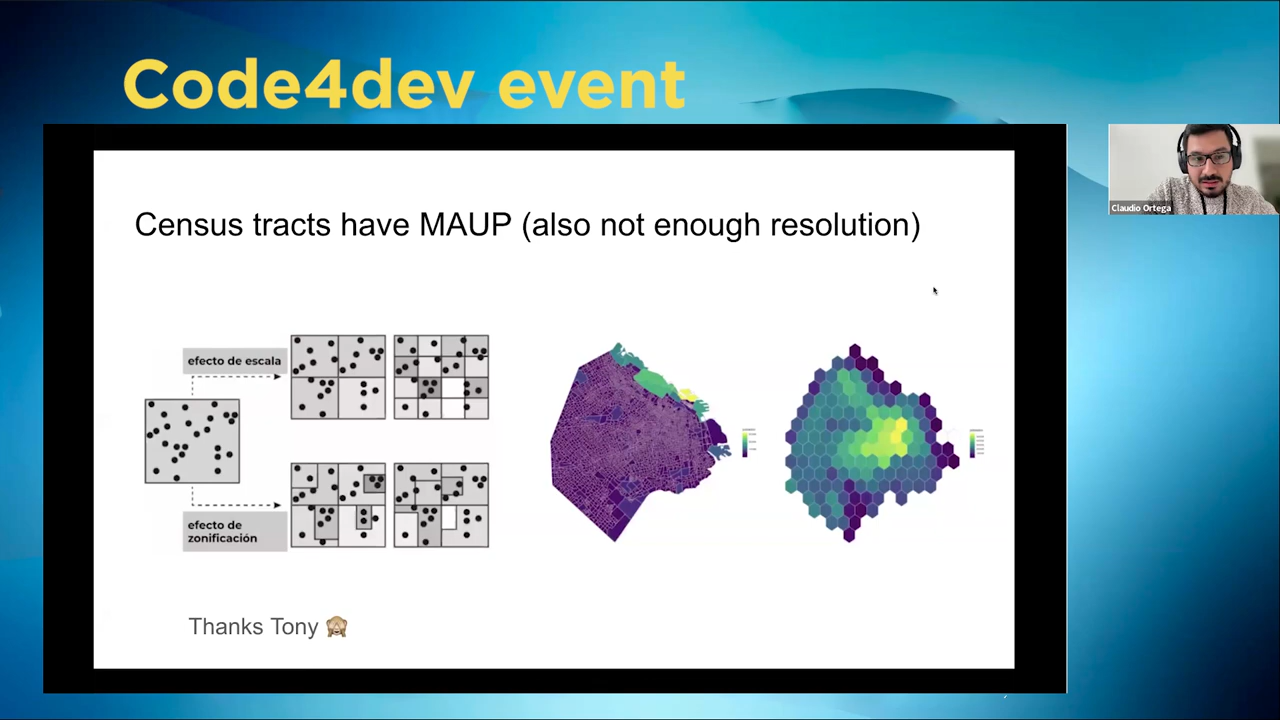 Code4dev event
Claudio Ortega
Census tracts have MAUP (also not enough resolution)
efecto de escala
efecto de
zonificación
Thanks Tony 🙈